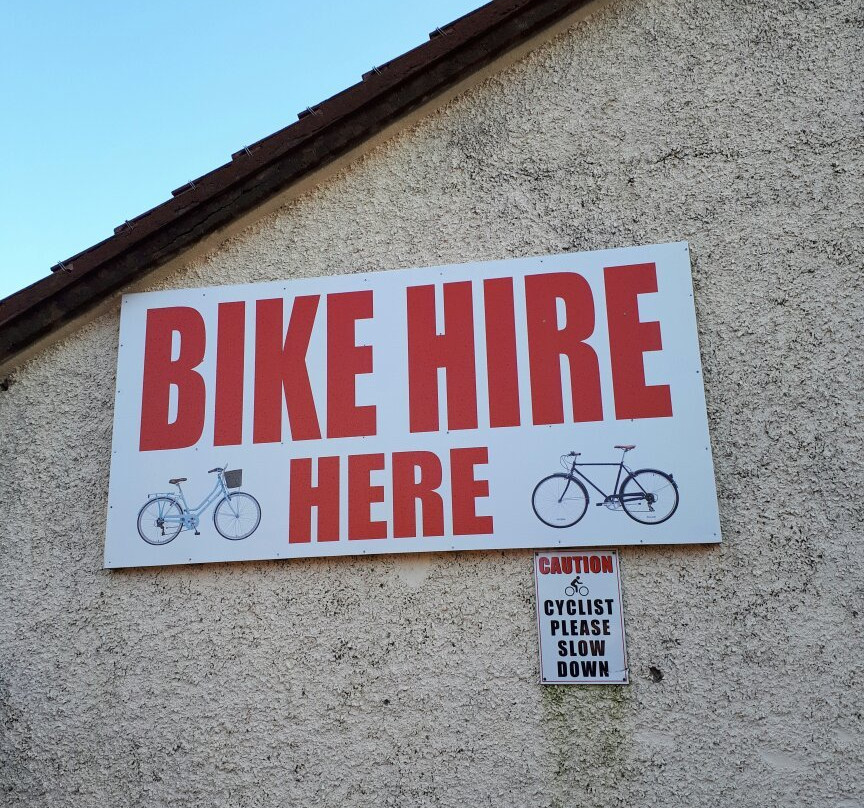 BIKE HIRE
HERE
CAUTION
CYCLIST
PLEASE
SLOW
DOWN